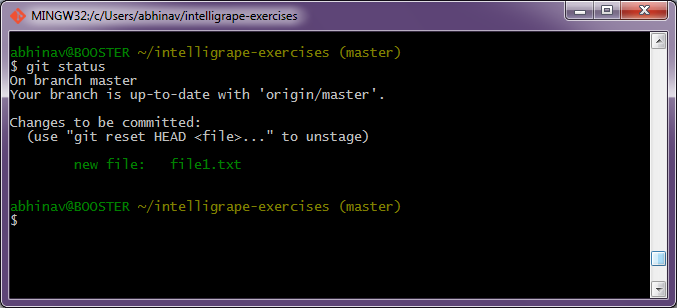 MINGW32:/c/Users/abhinav/intelligrape-exercises
abhinav@BOOSTER ~/intelligrape-exercises (master)
$ git status
On branch master
Your branch is up-to-date with 'origin/master'.
Changes to be committed:
(use "git reset HEAD <file>..." to unstage)
new file: file1.txt
abhinav@BOOSTER ~/intelligrape-exercises (master)
$